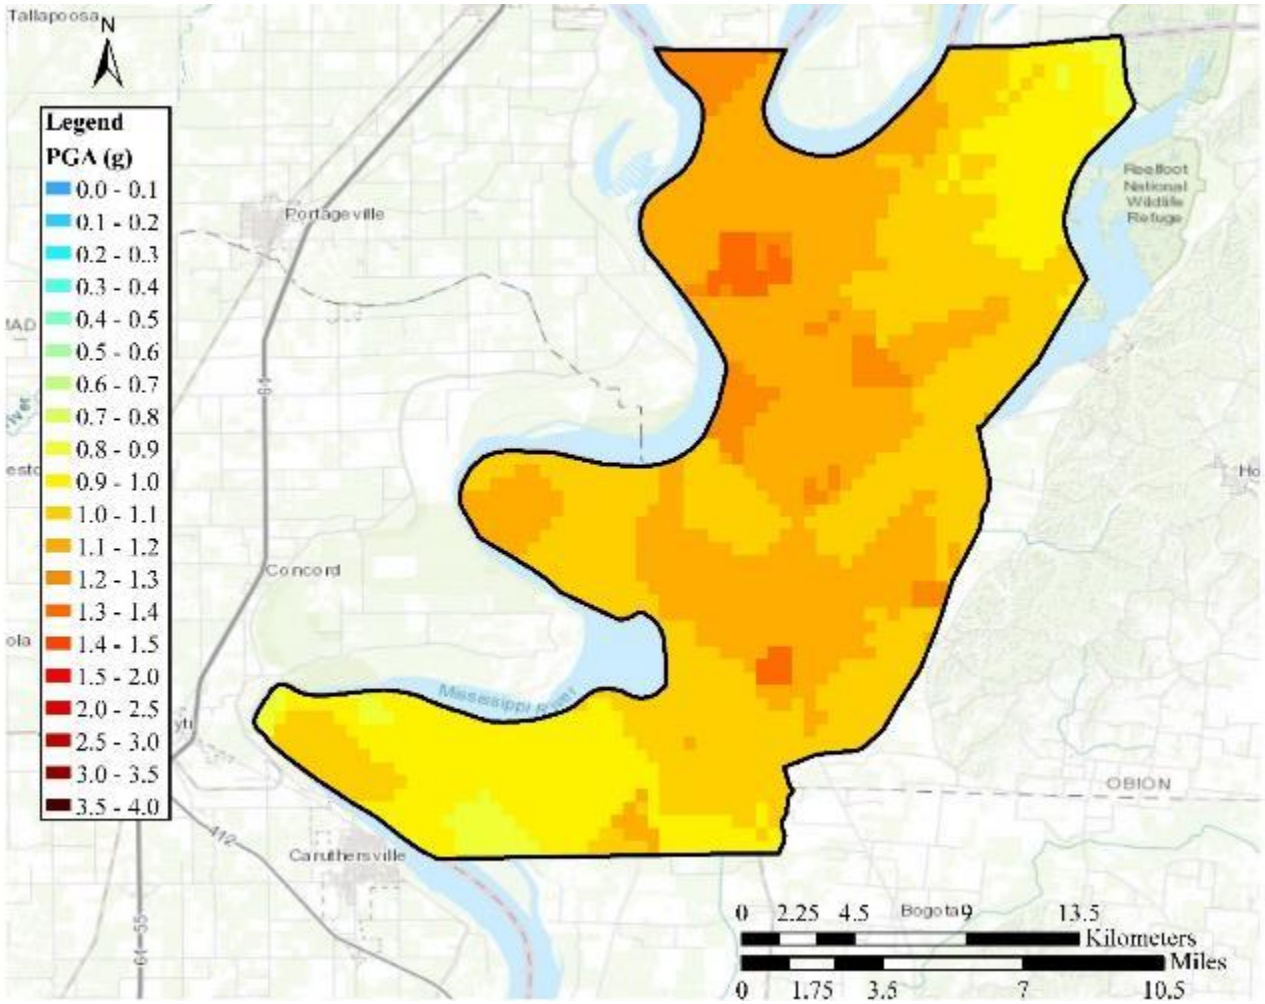 Tallapoosa
N
Legend
PGA (g)
0.0 - 0.1
0.1 - 0.2
0.2 - 0.3
0.3 - 0.4
0.4 - 0.5
0.5 - 0.6
0.6 - 0.7
0.7 - 0.8
0.8 - 0.9
0.9 - 1.0
1.0 - 1.1
1.1 - 1.2
1.2 - 1.3
1.3 - 1.4
1.4 - 1.5
1.5 - 2.0
2.0 - 2.5
2.5 - 3.0
3.0 - 3.5
3.5 - 4.0
Portageville
Reelfoot
National
Wildlife
Refuge
61
Concord
Mississippi River
OBION
412
Caruthersville
Bogota
0 2.25 4.5 9 13.5
Kilometers
Miles
0 1.75 3.5 7 10.5